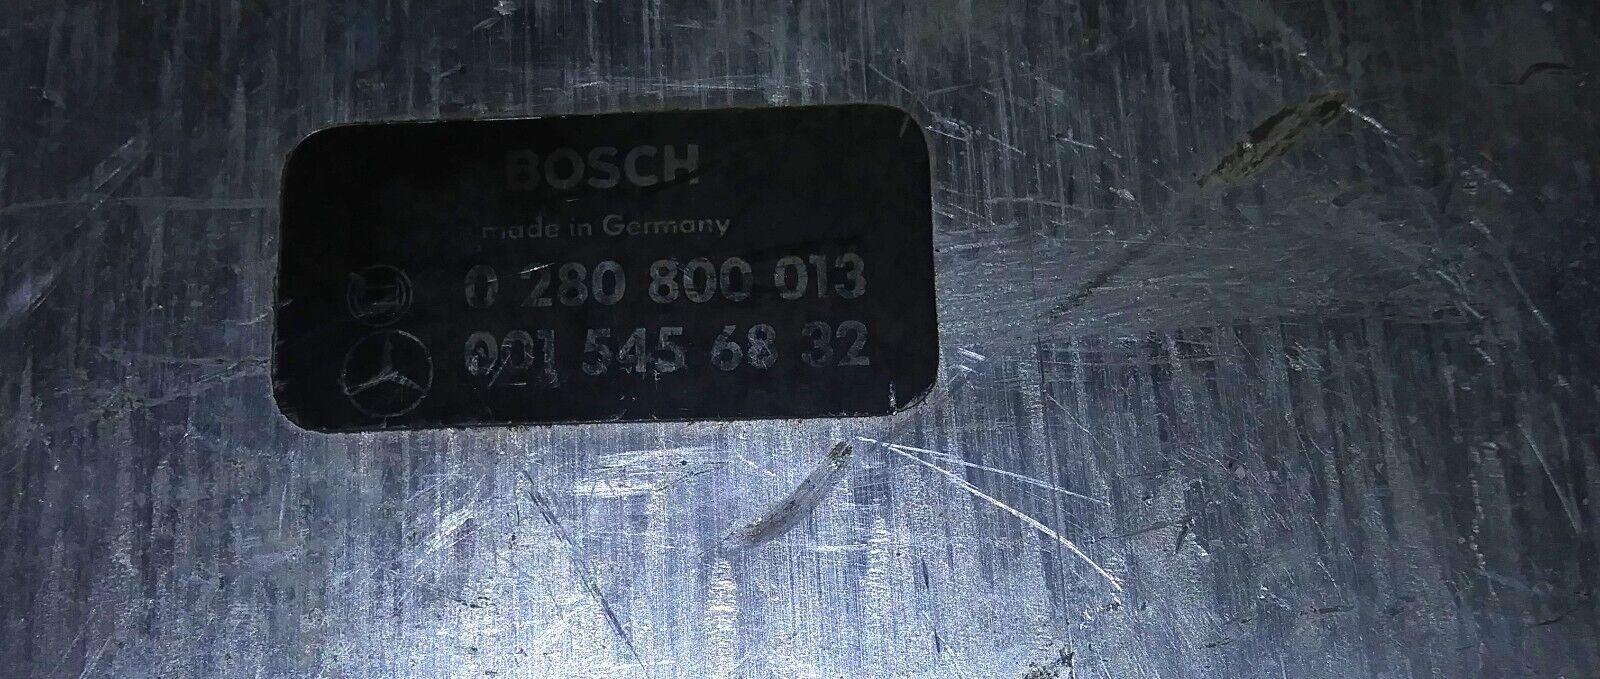 BOSCH
made in Germany
0 280 800 013
001 545 68 32